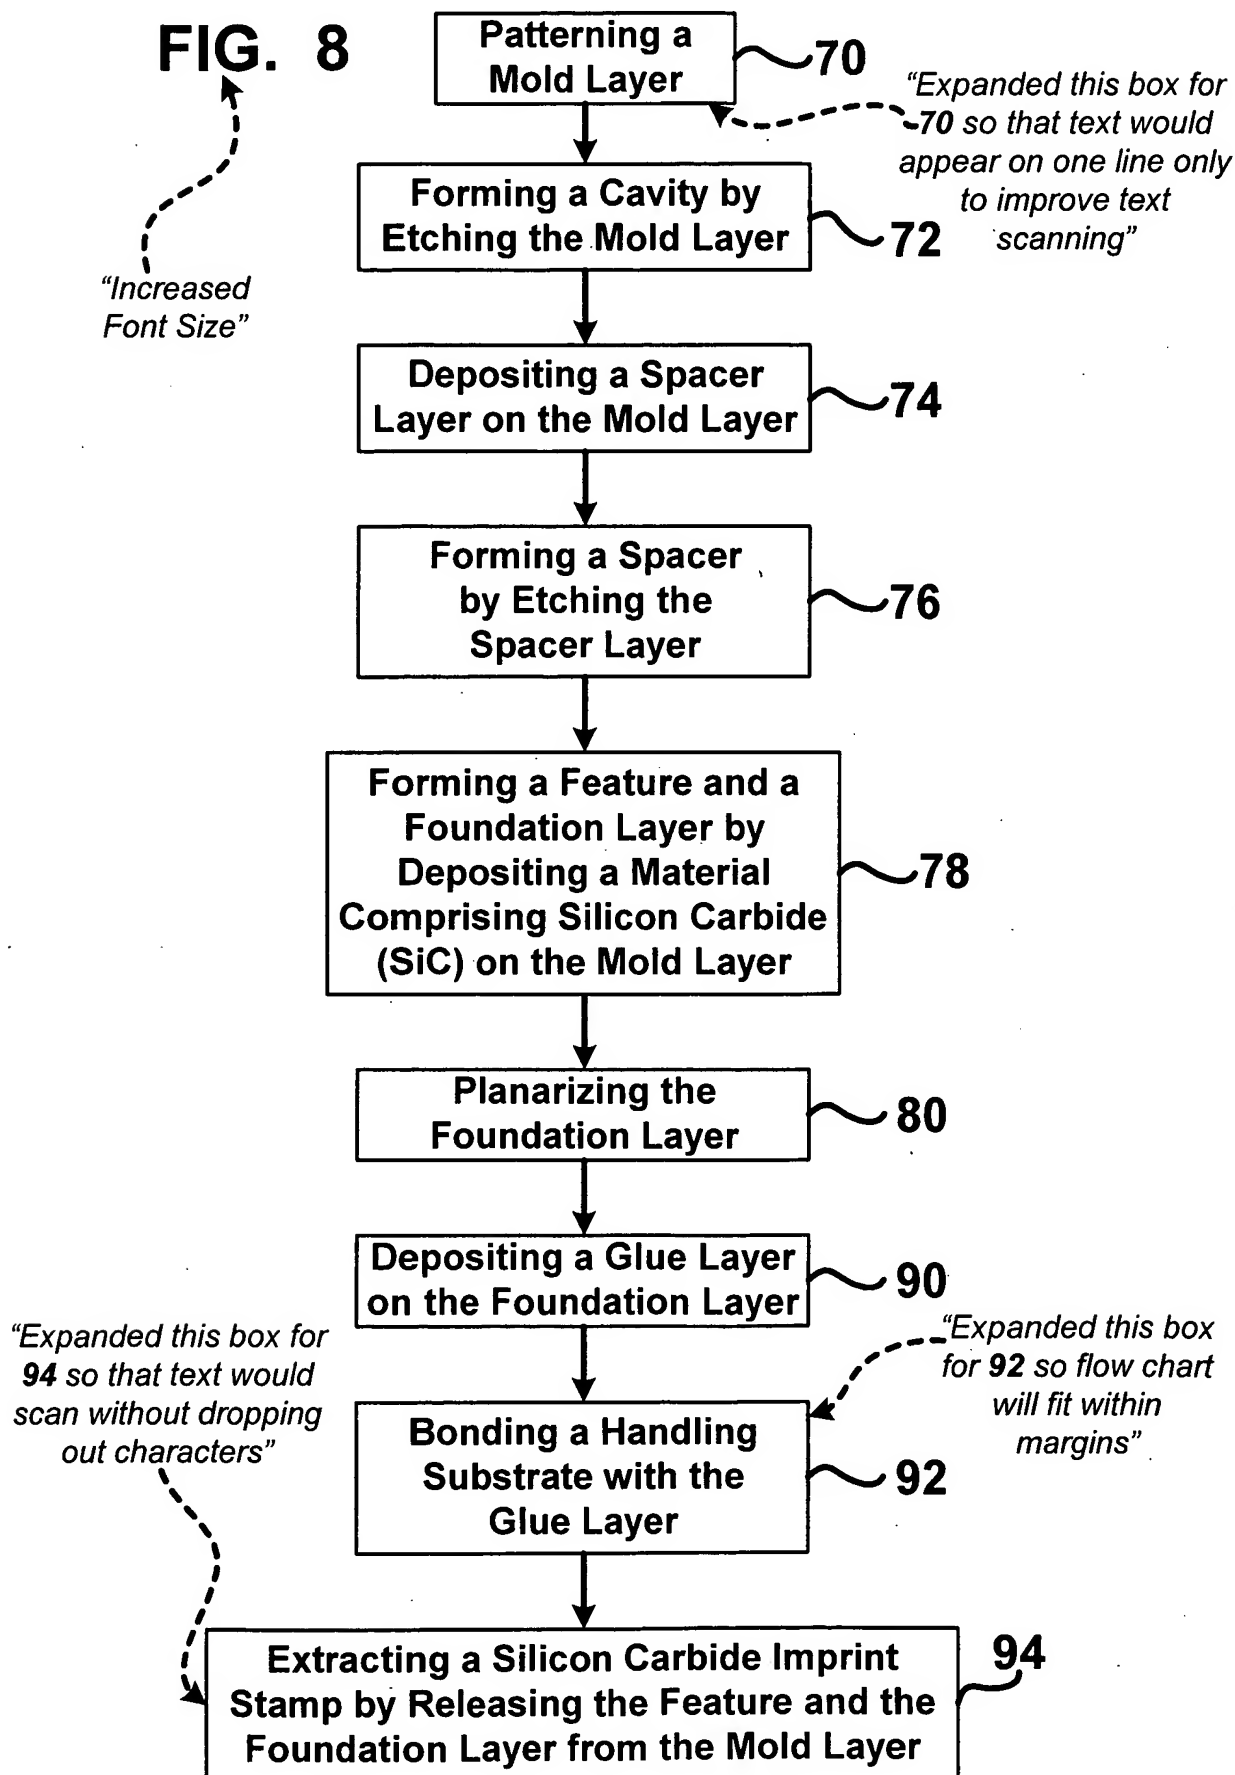 FIG. 8
Patterning a
Mold Layer
70
"Expanded this box for
70 so that text would
appear on one line only
to improve text
scanning"
Forming a Cavity by
Etching the Mold Layer
72
"Increased
Font Size"
Depositing a Spacer
Layer on the Mold Layer
74
Forming a Spacer
by Etching the
Spacer Layer
76
Forming a Feature and a
Foundation Layer by
Depositing a Material
Comprising Silicon Carbide
(SiC) on the Mold Layer
78
Planarizing the
Foundation Layer
80
Depositing a Glue Layer
on the Foundation Layer
90
"Expanded this box for
94 so that text would
scan without dropping
out characters"
"Expanded this box
for 92 so flow chart
will fit within
margins"
Bonding a Handling
Substrate with the
Glue Layer
92
Extracting a Silicon Carbide Imprint
Stamp by Releasing the Feature and the
Foundation Layer from the Mold Layer
94